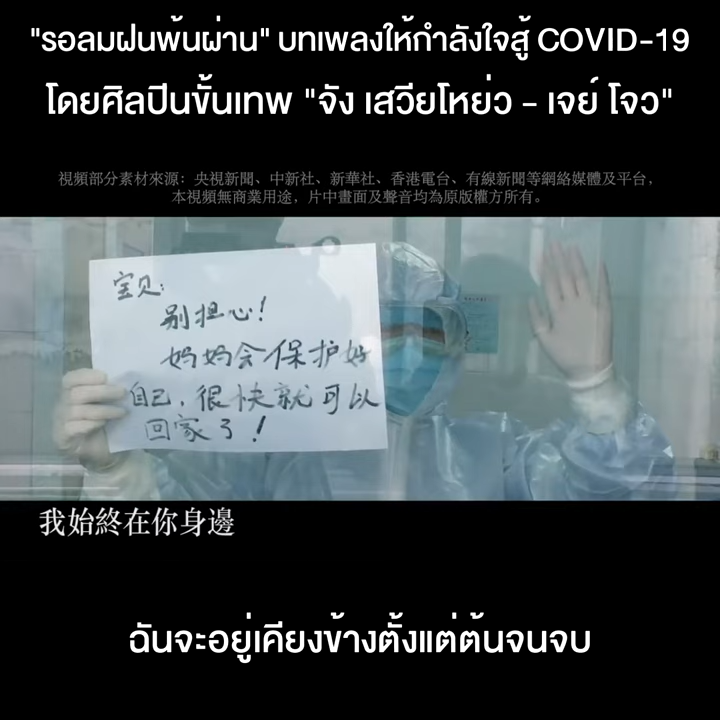 "รอลมฝนพ้นผ่าน" บทเพลงให้กำลังใจสู้ COVID-19
โดยศิลปินขั้นเทพ "จัง เสวียโหย่ว - เจย์ โจว"
視頻部分素材來源：央視新聞、中新社、新華社、香港電台、有線新聞等網絡媒體及平台，
本視頻無商業用途，片中畫面及聲音均為原版權方所有。
宝贝：
别担心！
妈妈会保护好
自己，很快就可以
回家了！
我始終在你身邊
ฉันจะอยู่เคียงข้างตั้งแต่ต้นจนจบ